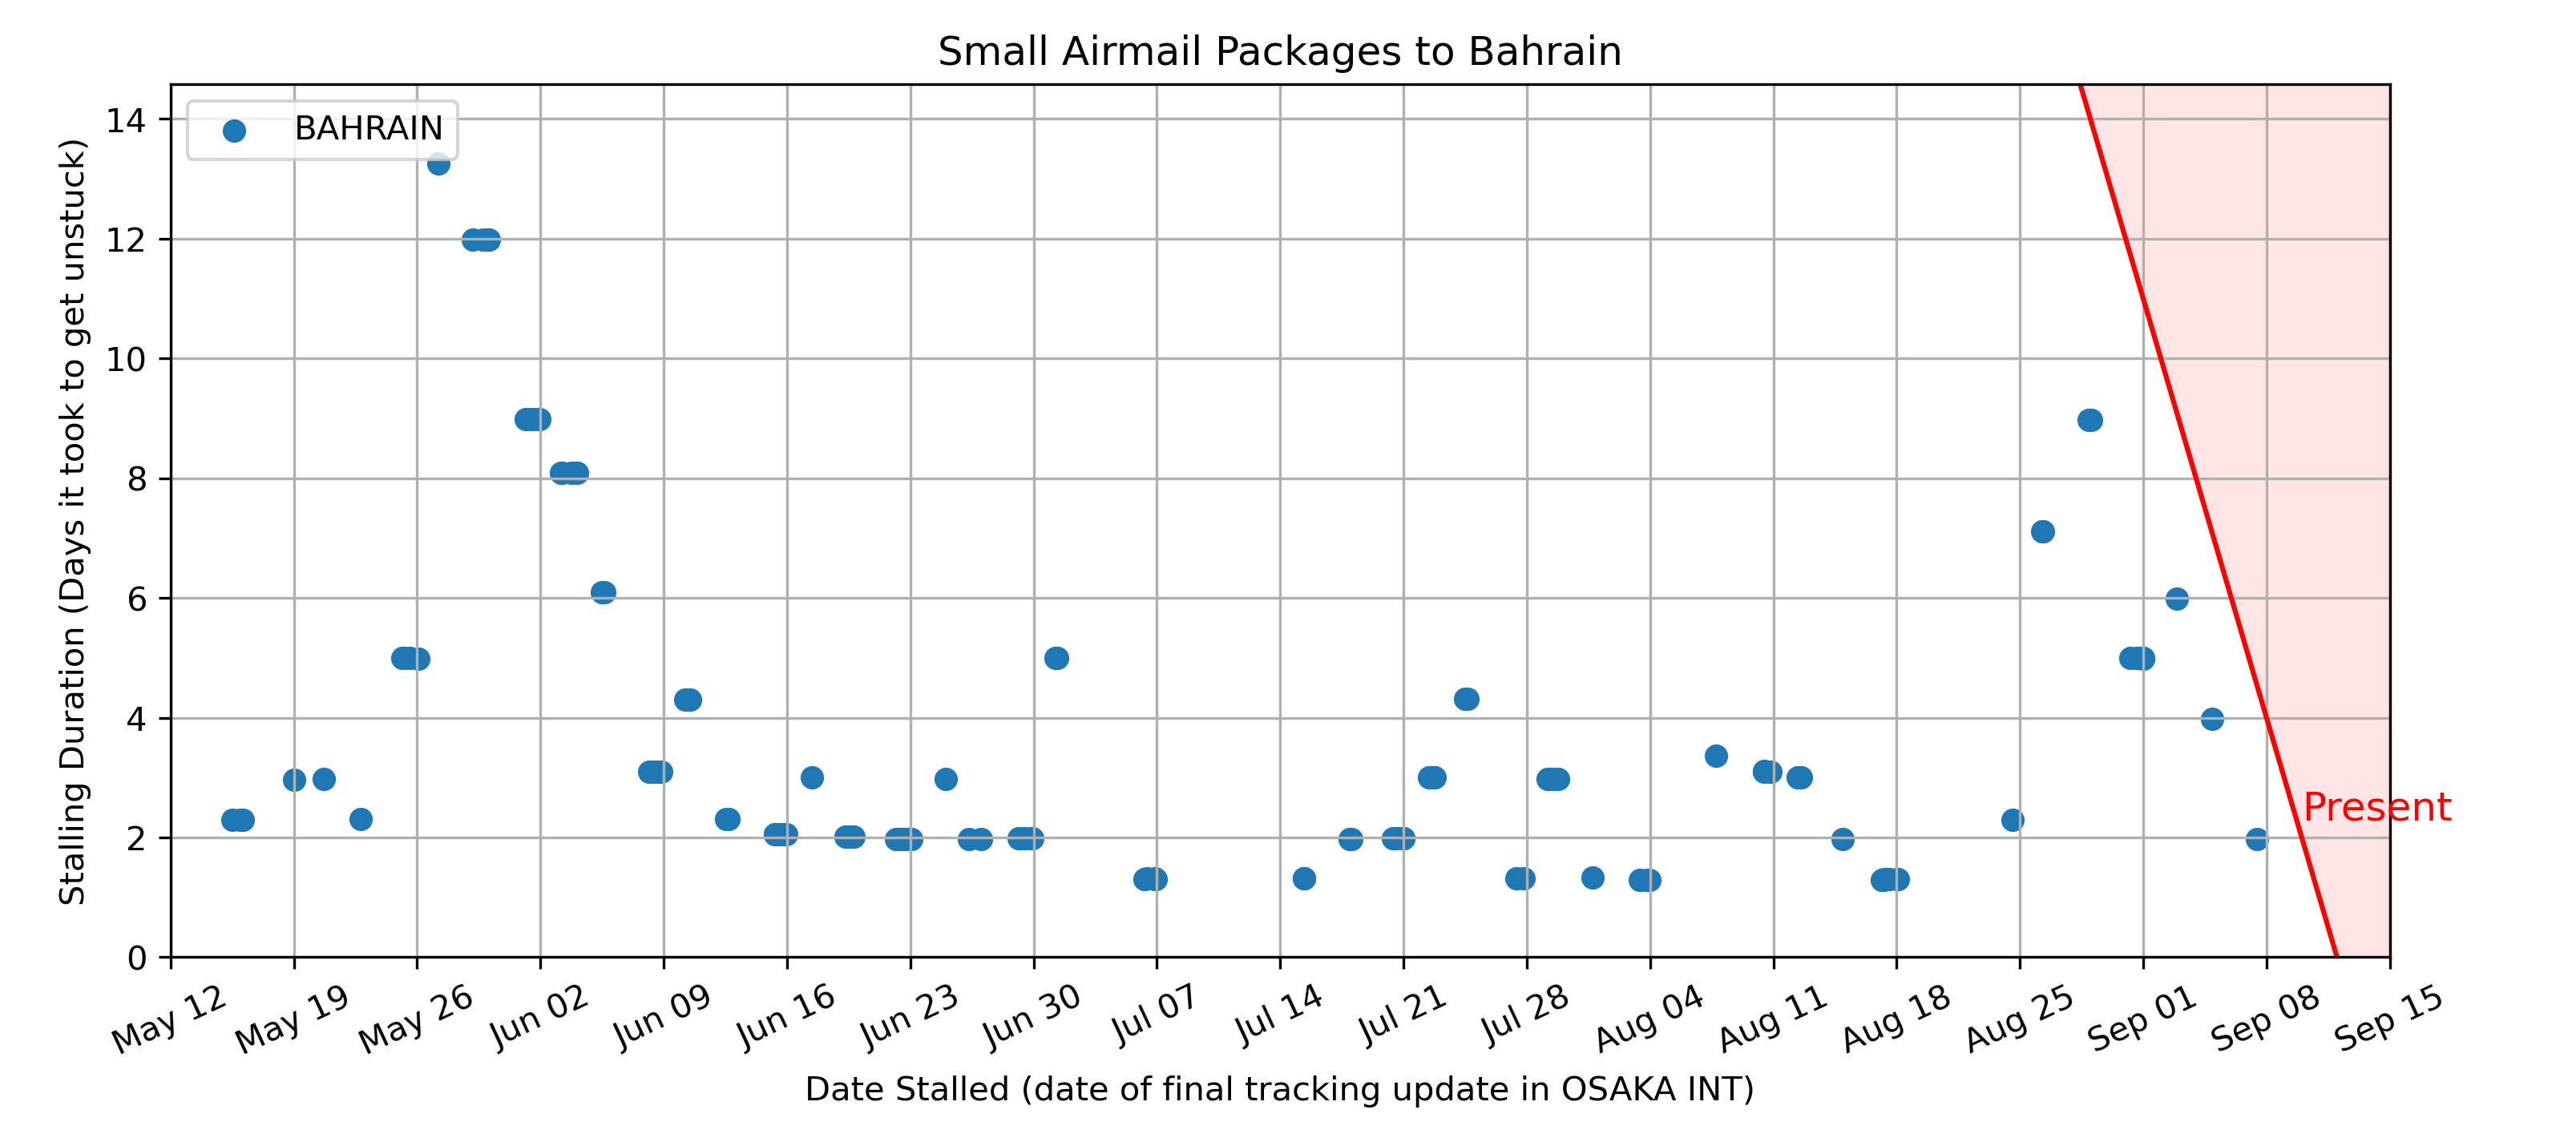 Small Airmail Packages to Bahrain
BAHRAIN
Stalling Duration (Days it took to get unstuck)
14
12
10
8
6
4
2
0
Present
May 12
May 19
May 26
Jun 02
Jun 09
Jun 16
Jun 23
Jun 30
Jul 07
Jul 14
Jul 21
Jul 28
Aug 04
Aug 11
Aug 18
Aug 25
Sep 01
Sep 08
Sep 15
Date Stalled (date of final tracking update in OSAKA INT)